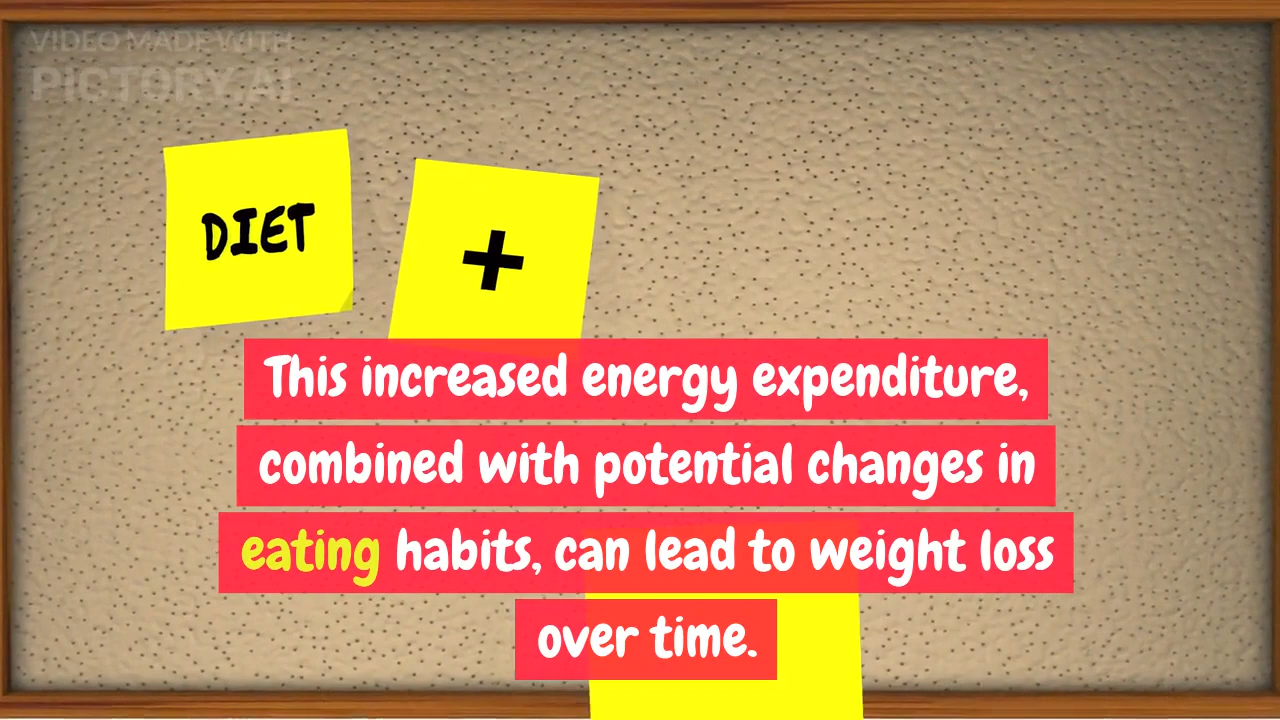 VIDEO MADE WITH
PICTORY.AI
DIET
+
This increased energy expenditure,
combined with potential changes in
eating habits, can lead to weight loss
over time.